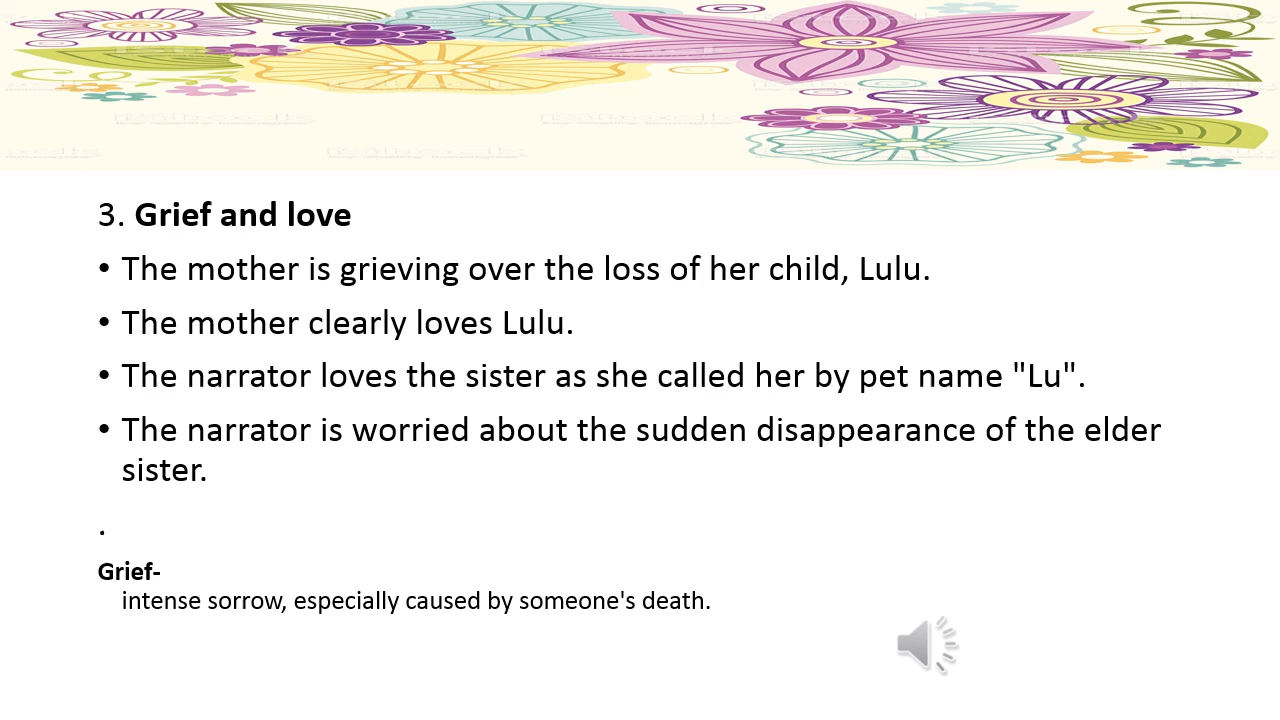 3. Grief and love
• The mother is grieving over the loss of her child, Lulu.
• The mother clearly loves Lulu.
• The narrator loves the sister as she called her by pet name "Lu".
• The narrator is worried about the sudden disappearance of the elder
sister.
.
Grief-
intense sorrow, especially caused by someone's death.